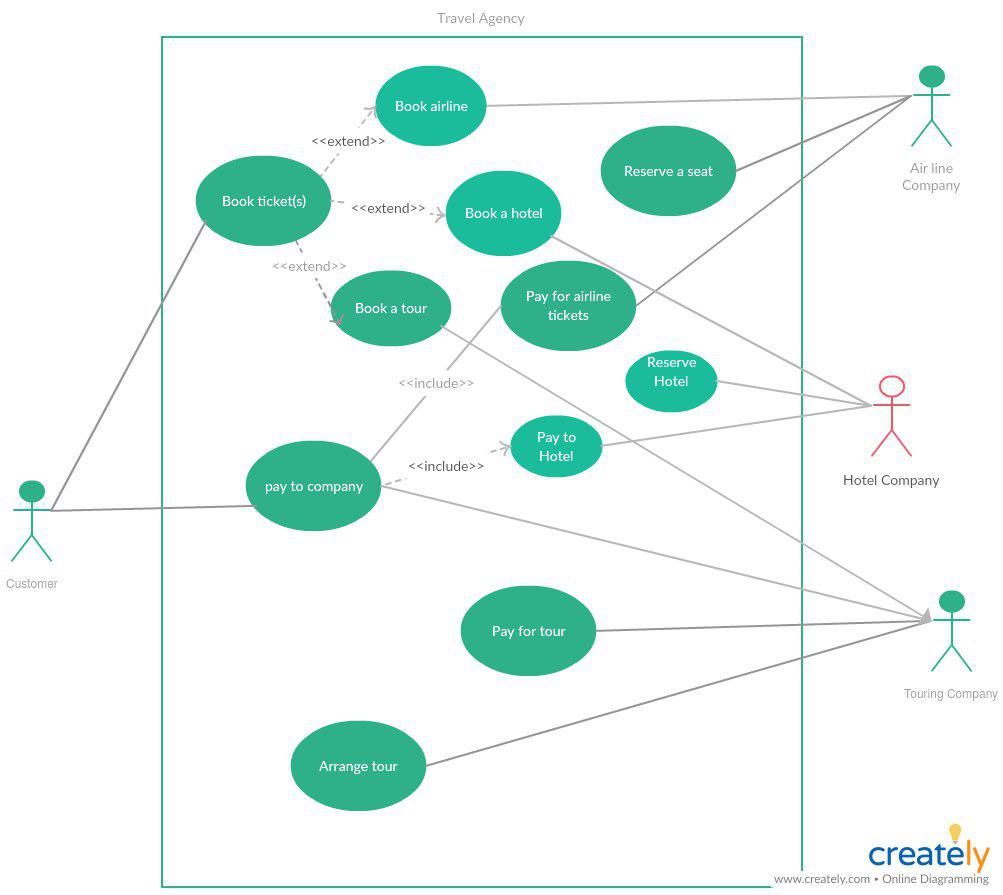 Travel Agency
Book airline
<<extend>>
Reserve a seat
Air line
Company
Book ticket(s)
<<extend>>
Book a hotel
<<extend>>
Book a tour
Pay for airline
tickets
<<include>>
Reserve
Hotel
Pay to
Hotel
<<include>>
Hotel Company
pay to company
Customer
Pay for tour
Touring Company
Arrange tour
creately
www.creately.com • Online Diagramming